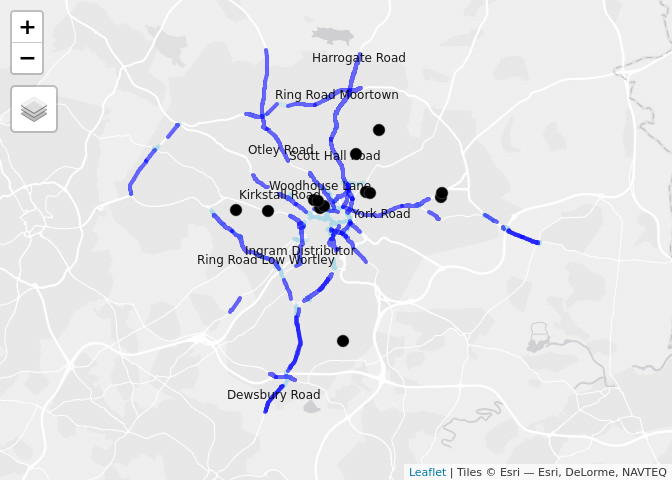 +
−
Harrogate Road
Ring Road Moortown
Otley Road
Scott Hall Road
Woodhouse Lane
Kirkstall Road
York Road
Ingram Distributor
Ring Road Low Wortley
Dewsbury Road
Leaflet | Tiles © Esri — Esri, DeLorme, NAVTEQ